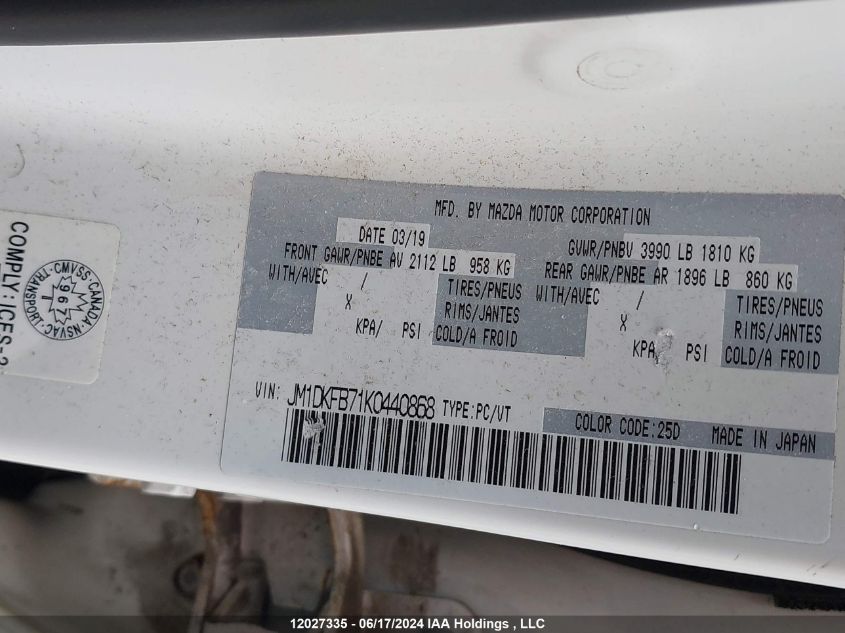 MFD. BY MAZDA MOTOR CORPORATION
DATE 03/19
GVWR/PNBV 3990 LB 1810 KG
FRONT GAWR/PNBE AV 2112 LB 958 KG
REAR GAWR/PNBE AR 1896 LB 860 KG
WITH/AVEC / TIRES/PNEUS
X RIMS/JANTES
KPA/ PSI COLD/A FROID
WITH/AVEC / TIRES/PNEUS
X RIMS/JANTES
KPA PSI COLD/A FROID
VIN: JM1DKFB71K0440868 TYPE:PC/VT
COLOR CODE:25D MADE IN JAPAN
COMPLY: ICES-2
CMVSS-CANADA-NSVAC
TRANSPORT
1967
12027335 - 06/17/2024 IAA Holdings , LLC